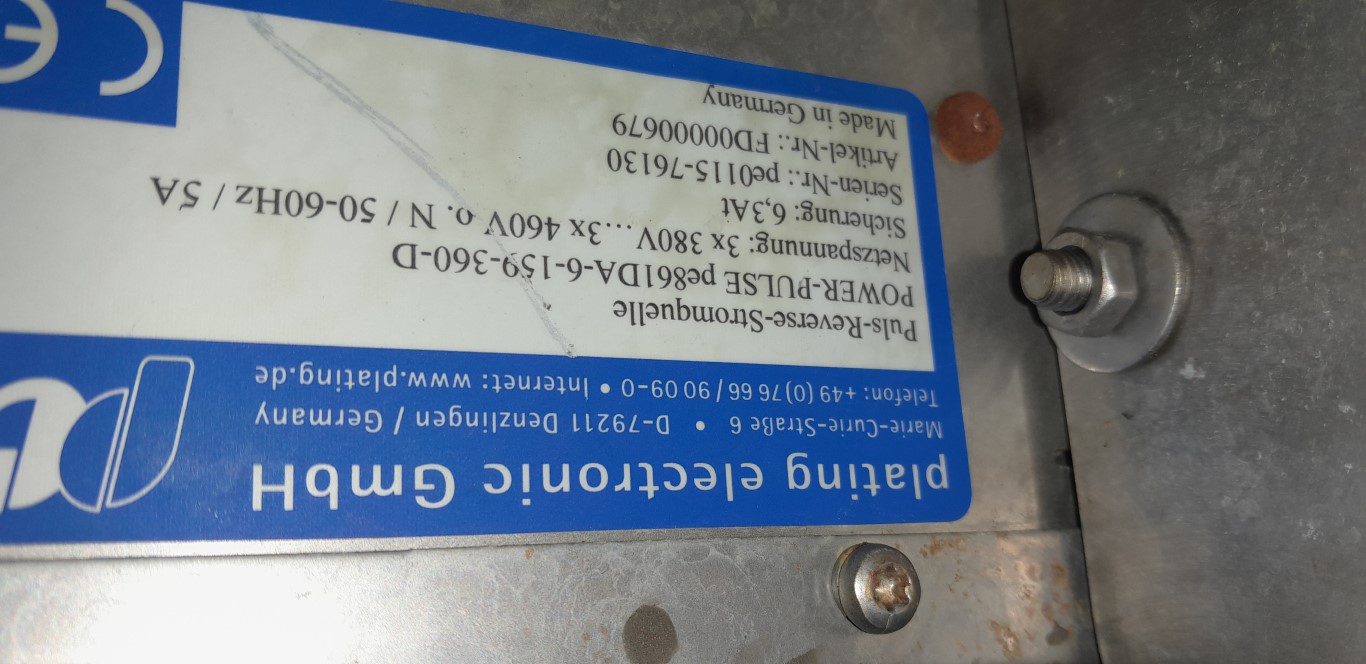 plating electronic GmbH
Marie-Curie-Straße 6 • D-79211 Denzlingen / Germany
Telefon: +49 (0)76 66 / 90 09-0 • Internet: www.plating.de
Puls-Reverse-Stromquelle
POWER-PULSE pe861DA-6-159-360-D
Netzspannung: 3x 380V…3x 460V o. N / 50-60Hz / 5A
Sicherung: 6,3At
Serien-Nr.: pe0115-76130
Artikel-Nr.: FD00000679
Made in Germany
CE